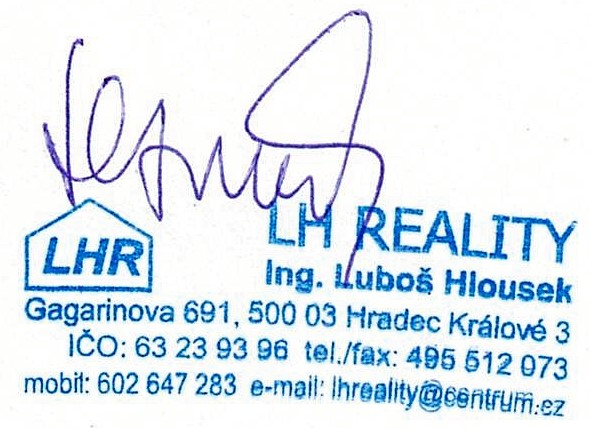 LHR
LH REALITY
Ing. Luboš Hlousek
Gagarinova 691, 500 03 Hradec Králové 3
IČO: 63 23 93 96 tel./fax: 495 512 073
mobil: 602 647 283 e-mail: lhreality@centrum.cz